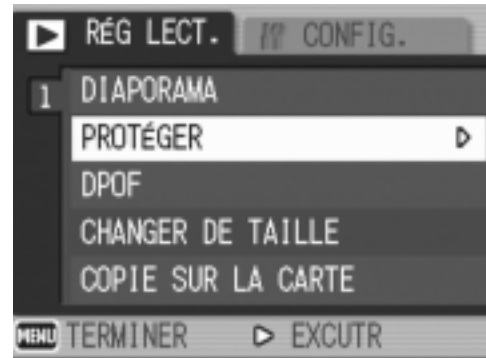 RÉG LECT. CONFIG.
1 DIAPORAMA
PROTÉGER
DPOF
CHANGER DE TAILLE
COPIE SUR LA CARTE
MENU TERMINER EXCUTR